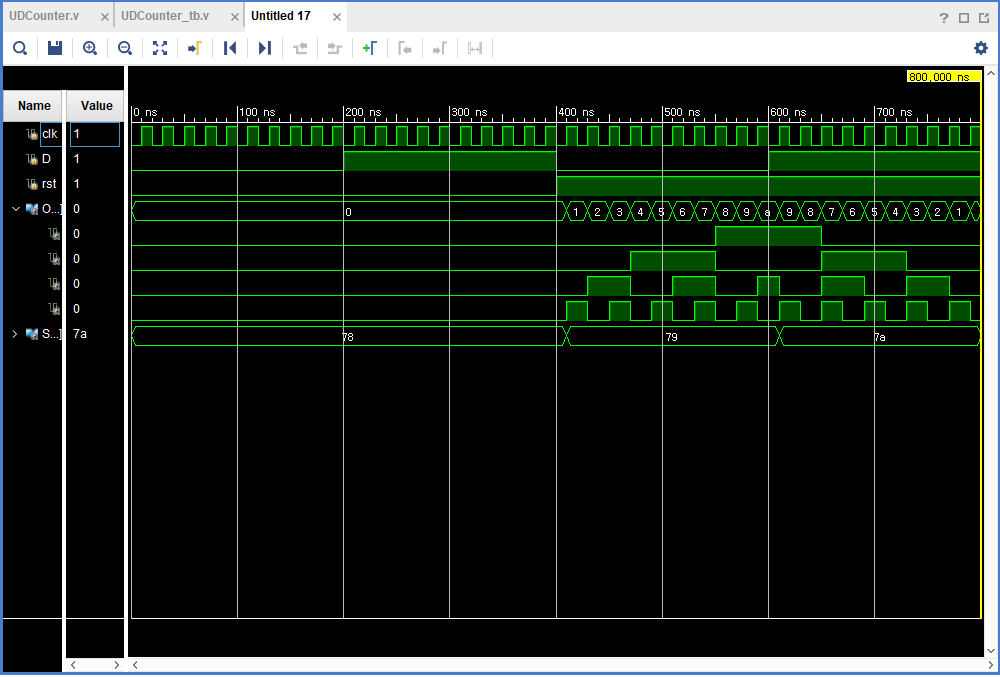 UDCounter.v × UDCounter_tb.v × Untitled 17 ×
800,000 ns
Name Value
0 ns 100 ns 200 ns 300 ns 400 ns 500 ns 600 ns 700 ns
clk 1
D 1
rst 1
O...] 0 0 1 2 3 4 5 6 7 8 9 a 9 8 7 6 5 4 3 2 1
0
0
0
0
S...] 7a 78 79 7a